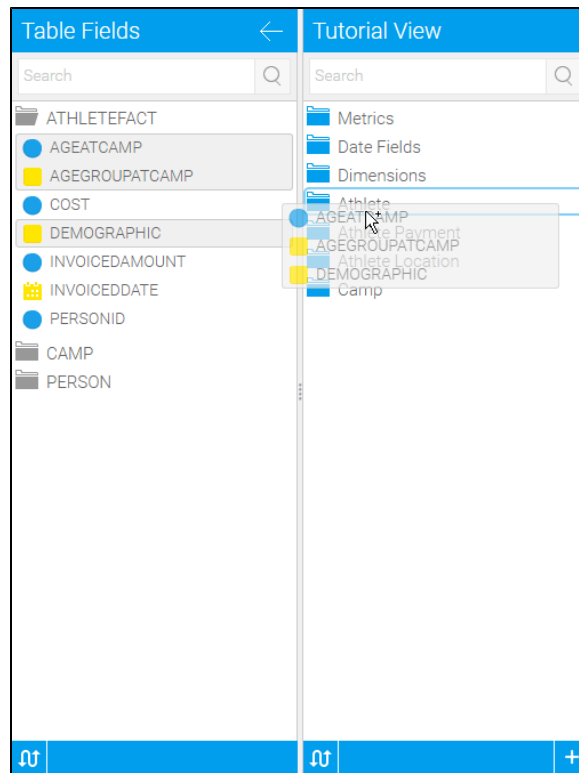 Table Fields
Search
ATHLETEFACT
AGEATCAMP
AGEGROUPATCAMP
COST
DEMOGRAPHIC
INVOICEDAMOUNT
INVOICEDDATE
PERSONID
CAMP
PERSON
Tutorial View
Search
Metrics
Date Fields
Dimensions
Athlete
AGEATCAMP
Athlete Payment
AGEGROUPATCAMP
Athlete Location
DEMOGRAPHIC
Camp